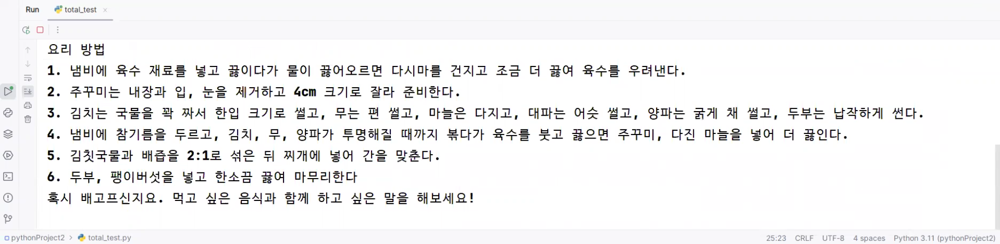 Run total_test
요리 방법
1. 냄비에 육수 재료를 넣고 끓이다가 물이 끓어오르면 다시마를 건지고 조금 더 끓여 육수를 우려낸다.
2. 주꾸미는 내장과 입, 눈을 제거하고 4cm 크기로 잘라 준비한다.
3. 김치는 국물을 꽉 짜서 한입 크기로 썰고, 무는 편 썰고, 마늘은 다지고, 대파는 어슷 썰고, 양파는 굵게 채 썰고, 두부는 납작하게 썬다.
4. 냄비에 참기름을 두르고, 김치, 무, 양파가 투명해질 때까지 볶다가 육수를 붓고 끓으면 주꾸미, 다진 마늘을 넣어 더 끓인다.
5. 김칫국물과 배즙을 2:1로 섞은 뒤 찌개에 넣어 간을 맞춘다.
6. 두부, 팽이버섯을 넣고 한소끔 끓여 마무리한다
혹시 배고프신지요. 먹고 싶은 음식과 함께 하고 싶은 말을 해보세요!
pythonProject2 > total_test.py 25:23 CRLF UTF-8 4 spaces Python 3.11 (pythonProject2)